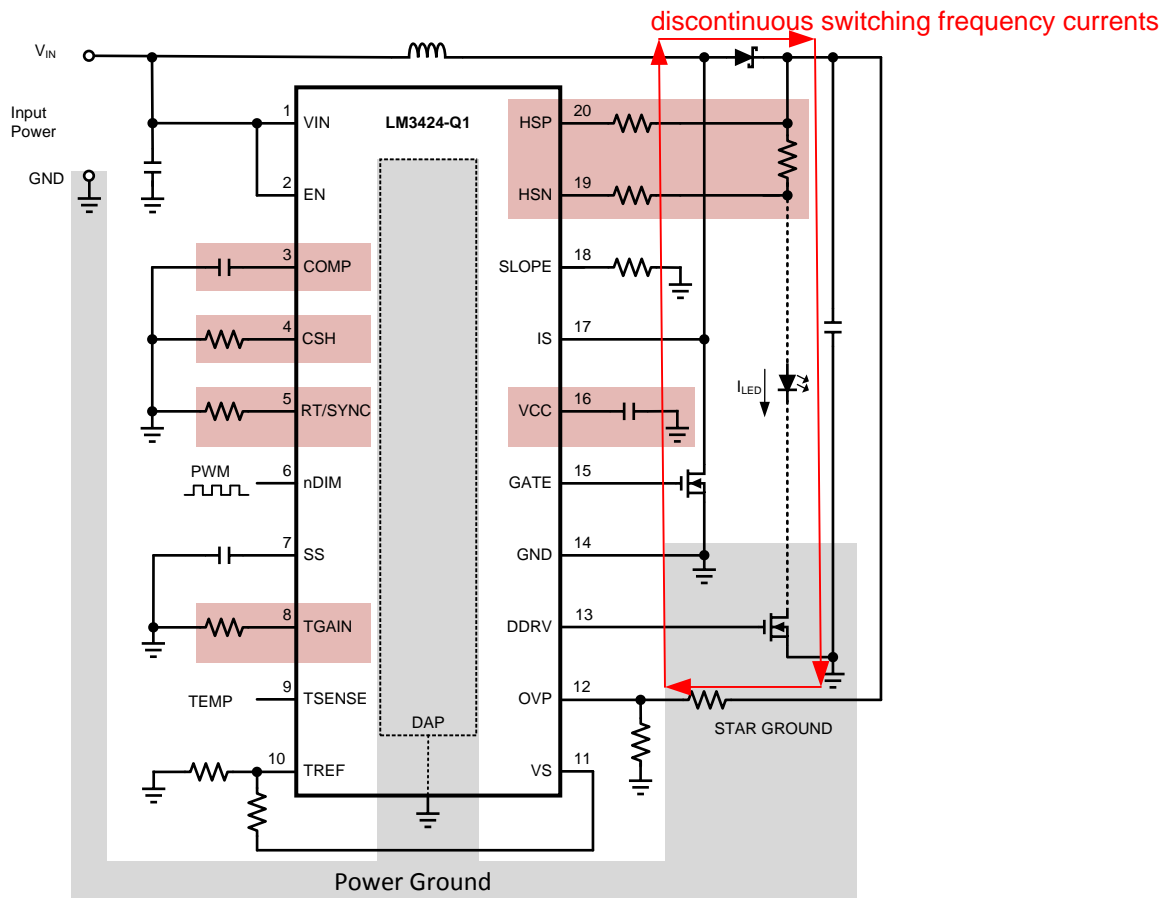 discontinuous switching frequency currents
VIN
Input
Power
GND
LM3424-Q1
1
VIN
2
EN
3
COMP
4
CSH
5
RT/SYNC
PWM
6
nDIM
7
SS
8
TGAIN
TEMP
9
TSENSE
10
TREF
DAP
20
HSP
19
HSN
18
SLOPE
17
IS
16
VCC
15
GATE
14
GND
13
DDRV
12
OVP
11
VS
ILED
STAR GROUND
Power Ground